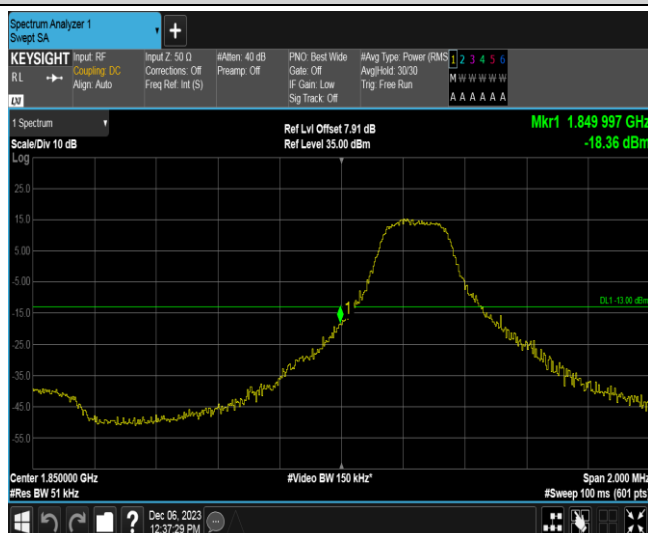 Spectrum Analyzer 1
Swept SA
KEYSIGHT
RL
Input: RF
Coupling: DC
Align: Auto
Input Z: 50 Ω
Corrections: Off
Freq Ref: Int (S)
#Atten: 40 dB
Preamp: Off
PNO: Best Wide
Gate: Off
IF Gain: Low
Sig Track: Off
#Avg Type: Power (RMS
Avg|Hold: 30/30
Trig: Free Run
1 2 3 4 5 6
M W W W W W
A A A A A A
LXI
1 Spectrum
Scale/Div 10 dB
Ref Lvl Offset 7.91 dB
Ref Level 35.00 dBm
Mkr1 1.849 997 GHz
-18.36 dBm
Log
25.0
15.0
5.00
-5.00
-15.0
-25.0
-35.0
-45.0
-55.0
1
DL1 -13.00 dBm
Center 1.850000 GHz
#Res BW 51 kHz
#Video BW 150 kHz*
Span 2.000 MHz
#Sweep 100 ms (601 pts)
?
Dec 06, 2023
12:37:29 PM